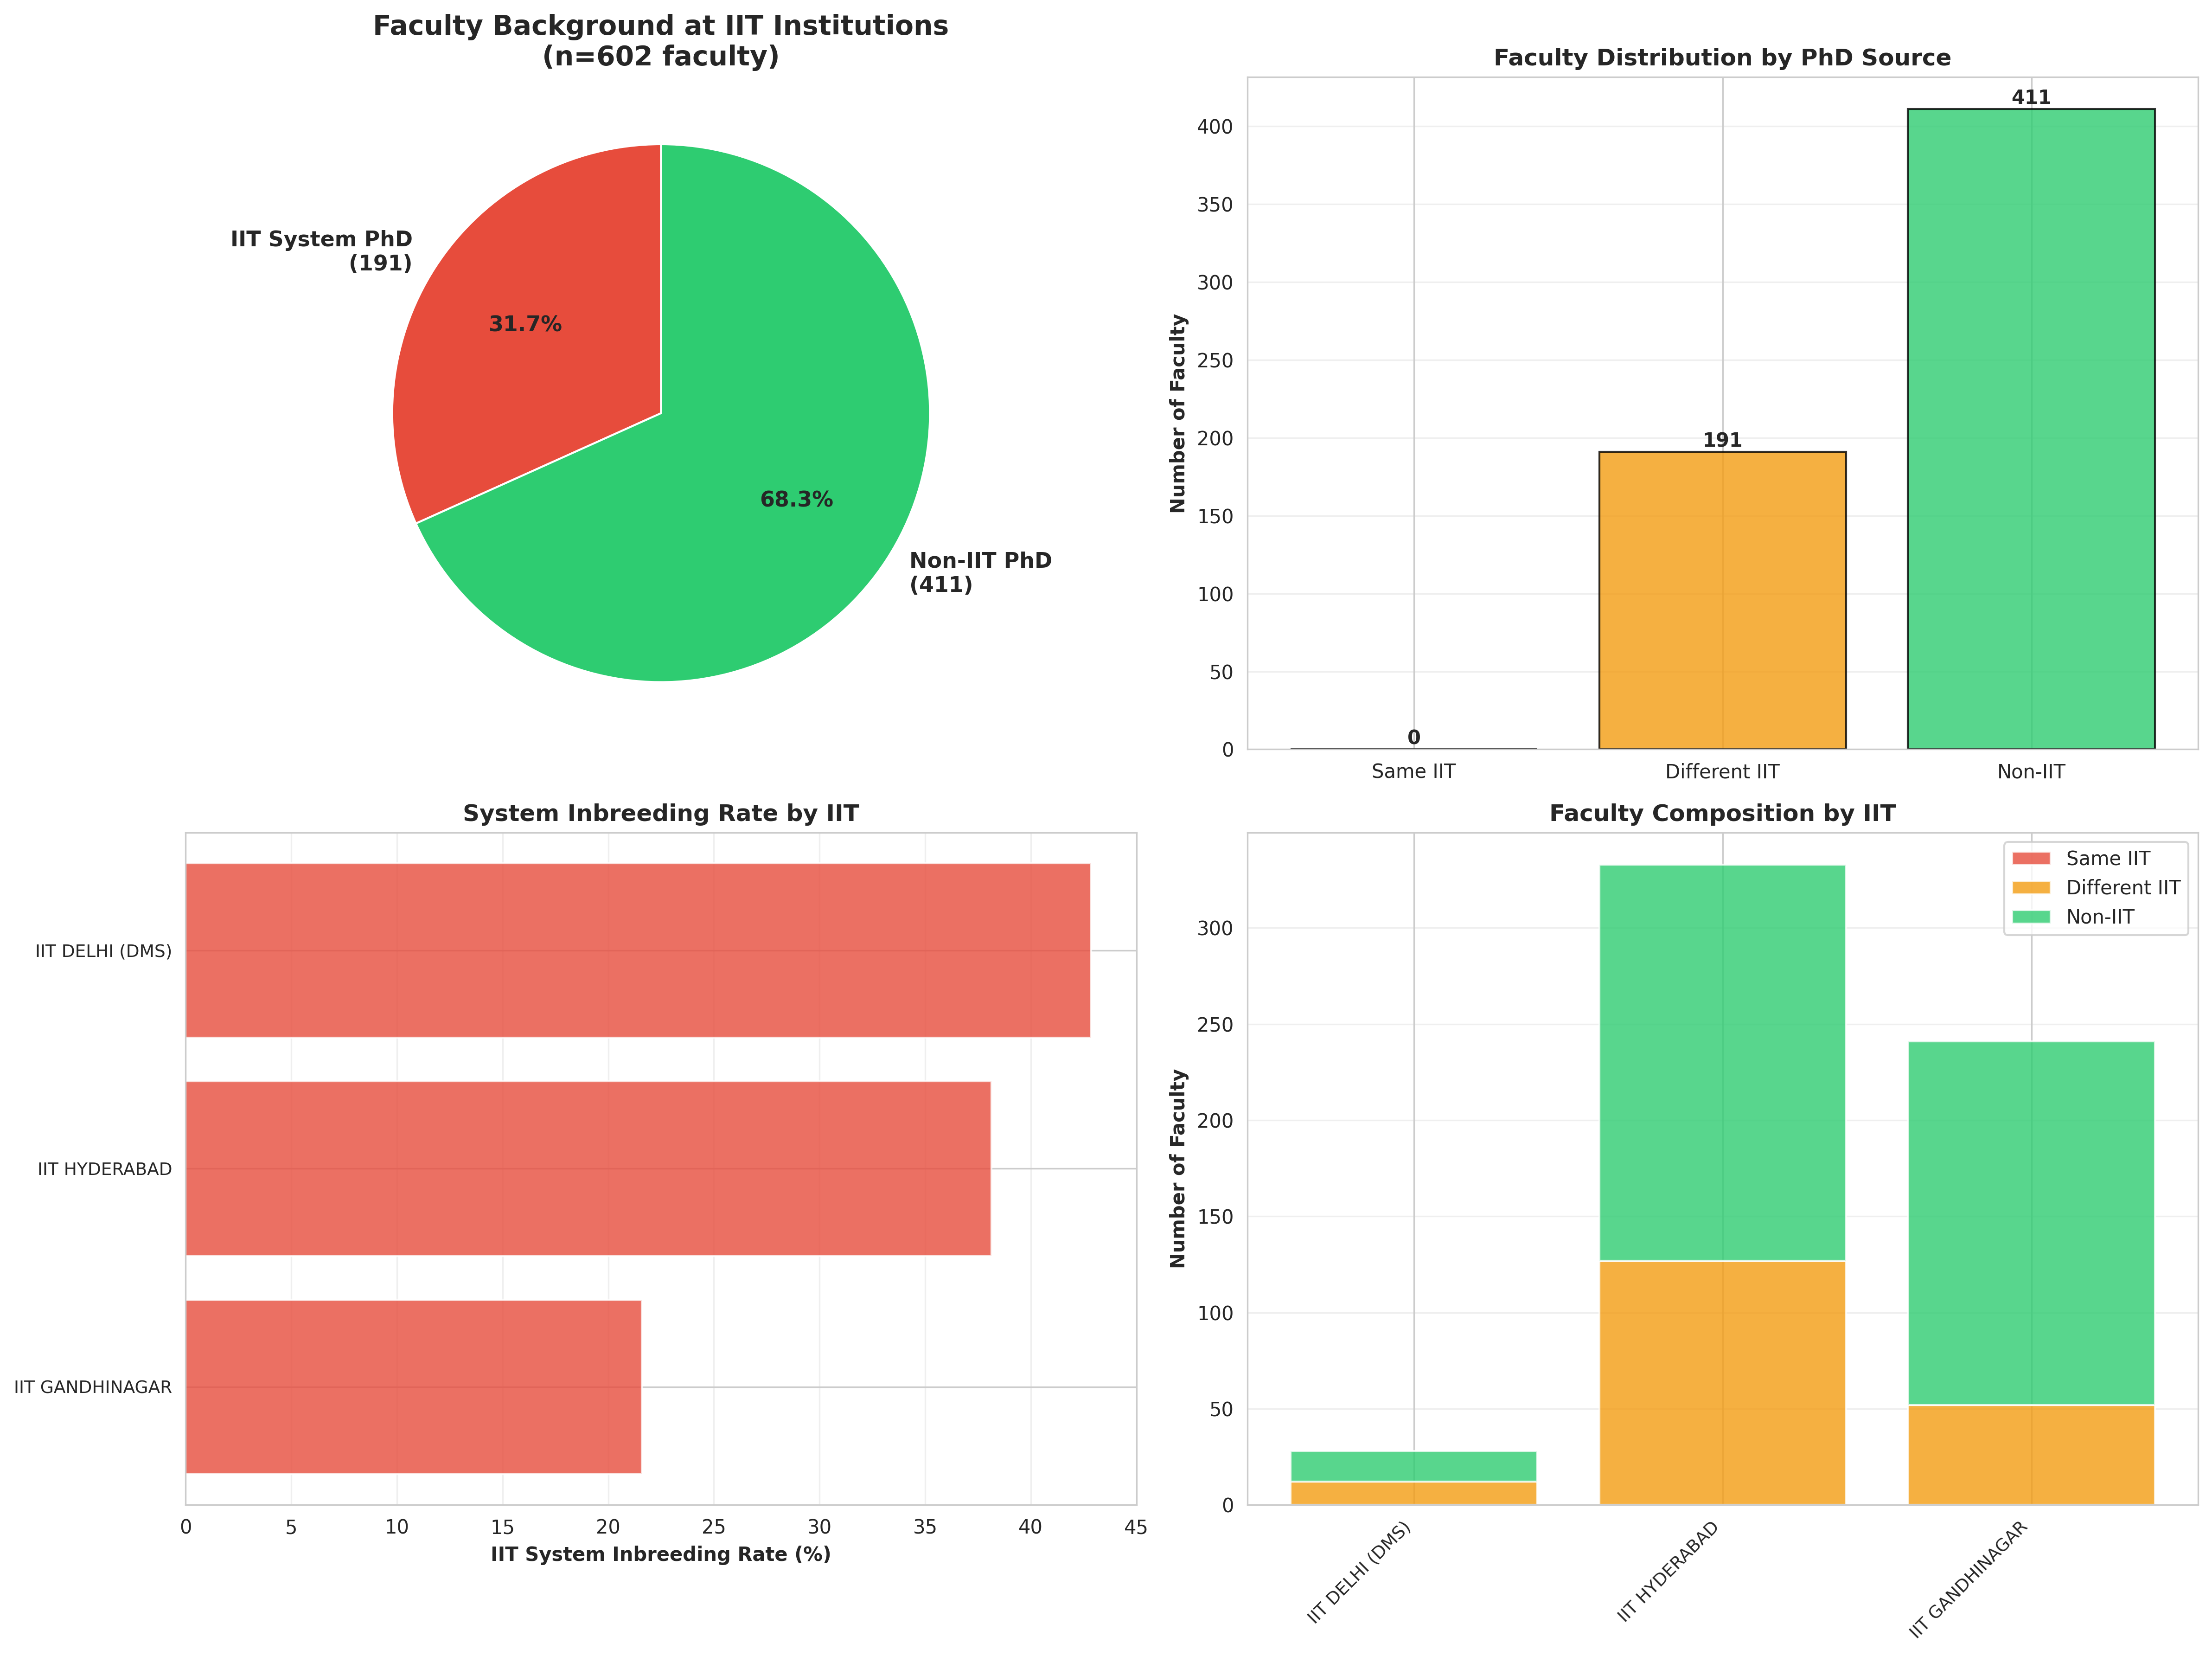 Faculty Background at IIT Institutions
(n=602 faculty)
IIT System PhD
(191)
31.7%
68.3%
Non-IIT PhD
(411)
Faculty Distribution by PhD Source
Number of Faculty
400
350
300
250
200
150
100
50
0
0
191
411
Same IIT
Different IIT
Non-IIT
System Inbreeding Rate by IIT
IIT DELHI (DMS)
IIT HYDERABAD
IIT GANDHINAGAR
0 5 10 15 20 25 30 35 40 45
IIT System Inbreeding Rate (%)
Faculty Composition by IIT
Same IIT
Different IIT
Non-IIT
Number of Faculty
300
250
200
150
100
50
0
IIT DELHI (DMS)
IIT HYDERABAD
IIT GANDHINAGAR